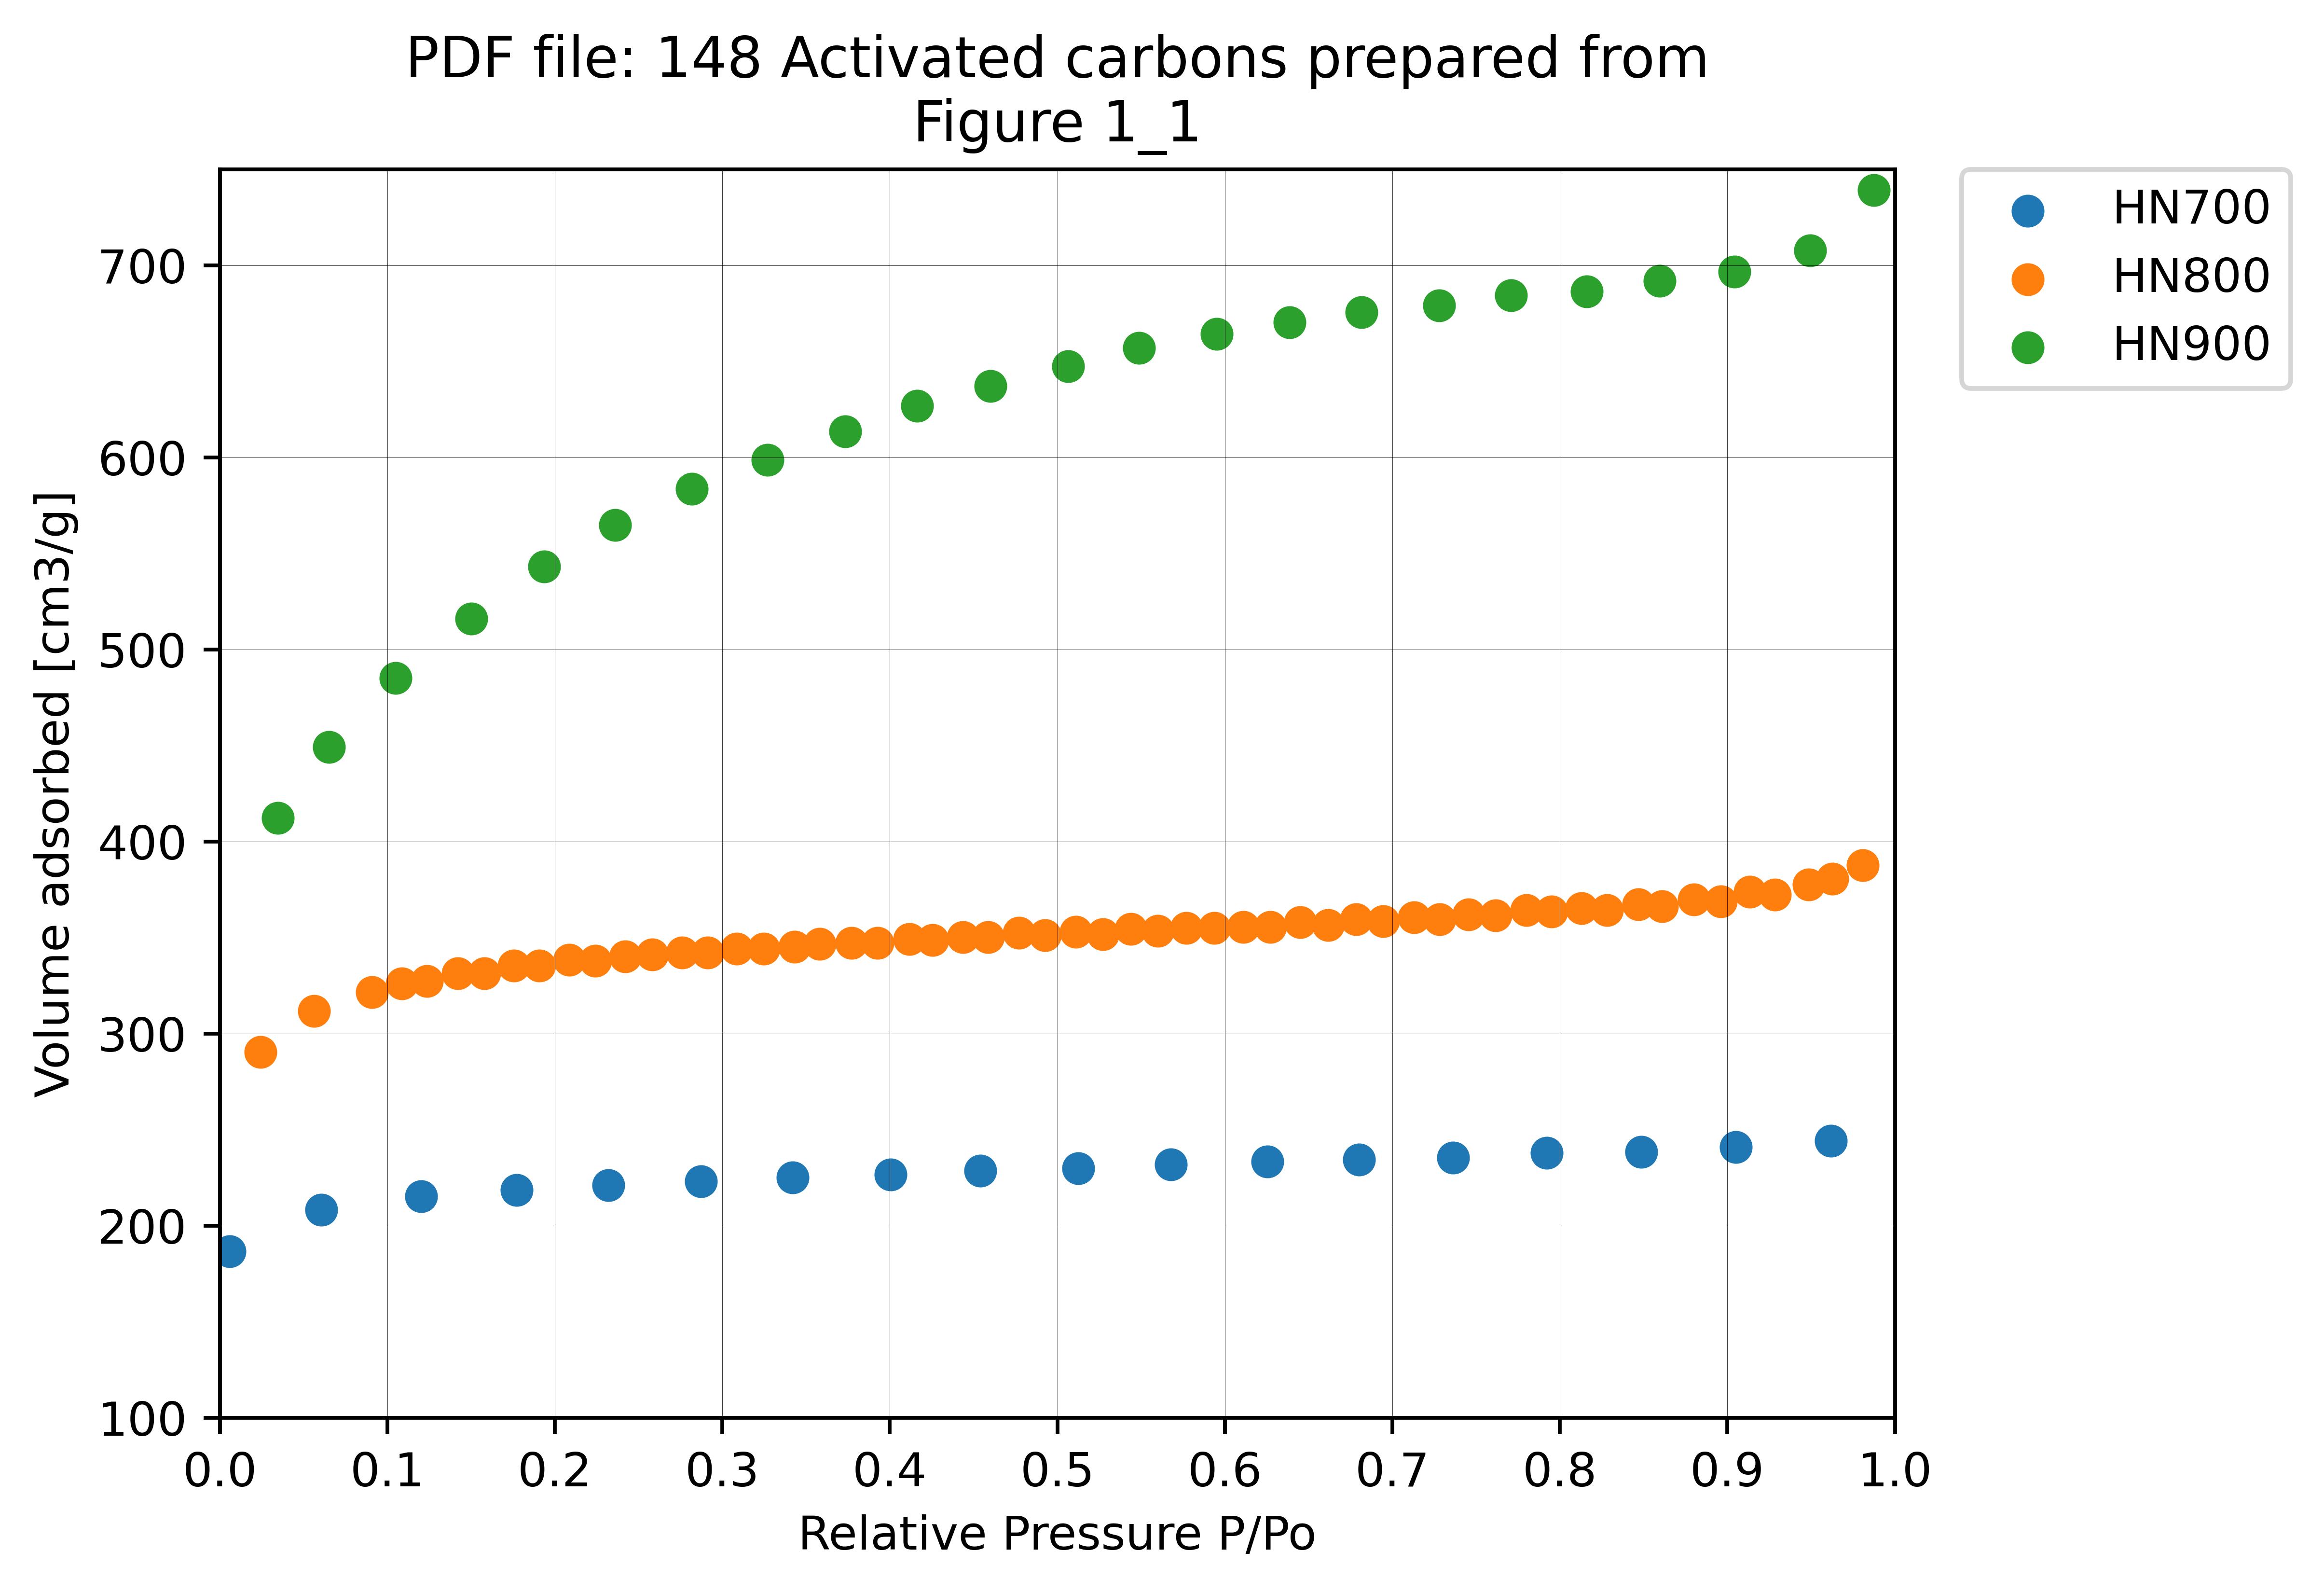 PDF file: 148 Activated carbons prepared from
Figure 1_1
HN700
HN800
HN900
Volume adsorbed [cm3/g]
700
600
500
400
300
200
100
0.0 0.1 0.2 0.3 0.4 0.5 0.6 0.7 0.8 0.9 1.0
Relative Pressure P/Po